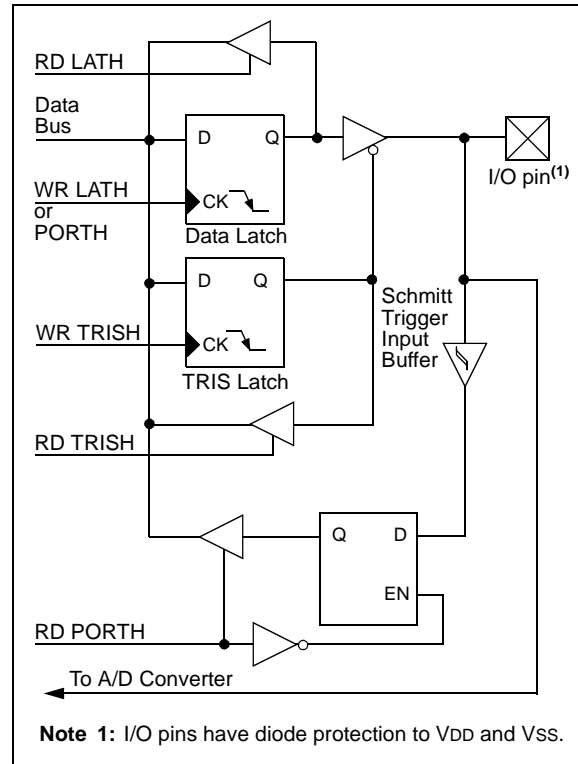 RD LATH
Data
Bus
D
Q
I/O pin(1)
WR LATH
or
PORTH
CK
Data Latch
D
Q
WR TRISH
CK
TRIS Latch
Schmitt
Trigger
Input
Buffer
RD TRISH
Q
D
EN
RD PORTH
To A/D Converter
Note 1: I/O pins have diode protection to VDD and VSS.